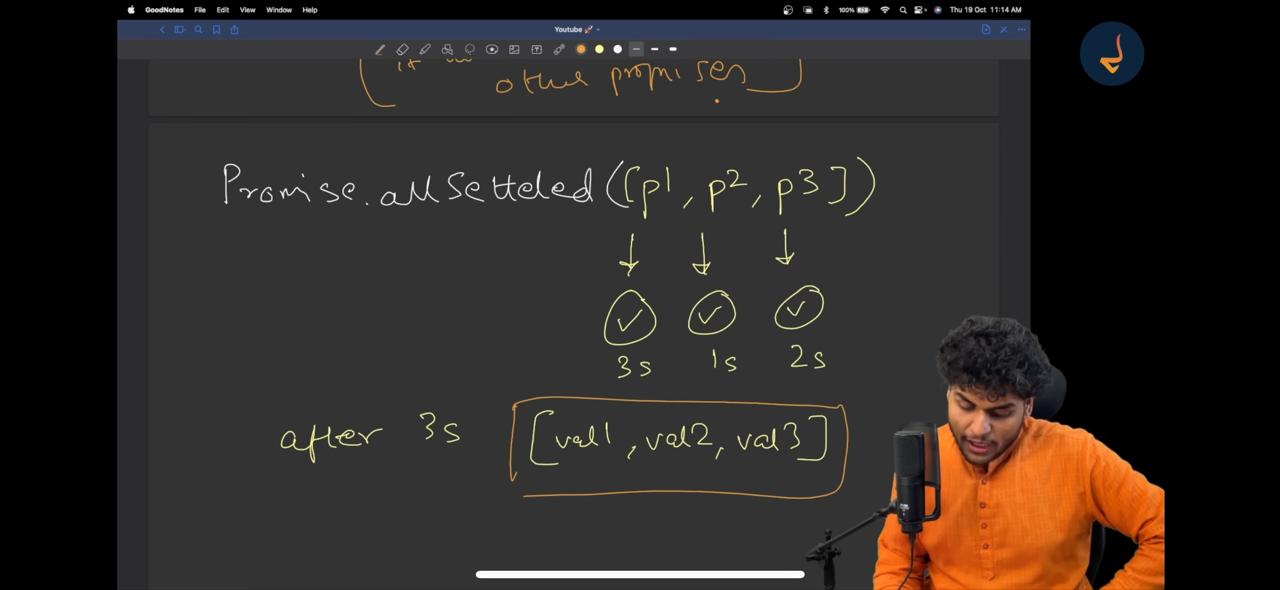 GoodNotes File Edit View Window Help 100% Thu 19 Oct 11:14 AM
Youtube 🚀
other promises
Promise.allSetteled([p1, p2, p3])
3s 1s 2s
after 3s [val1, val2, val3]